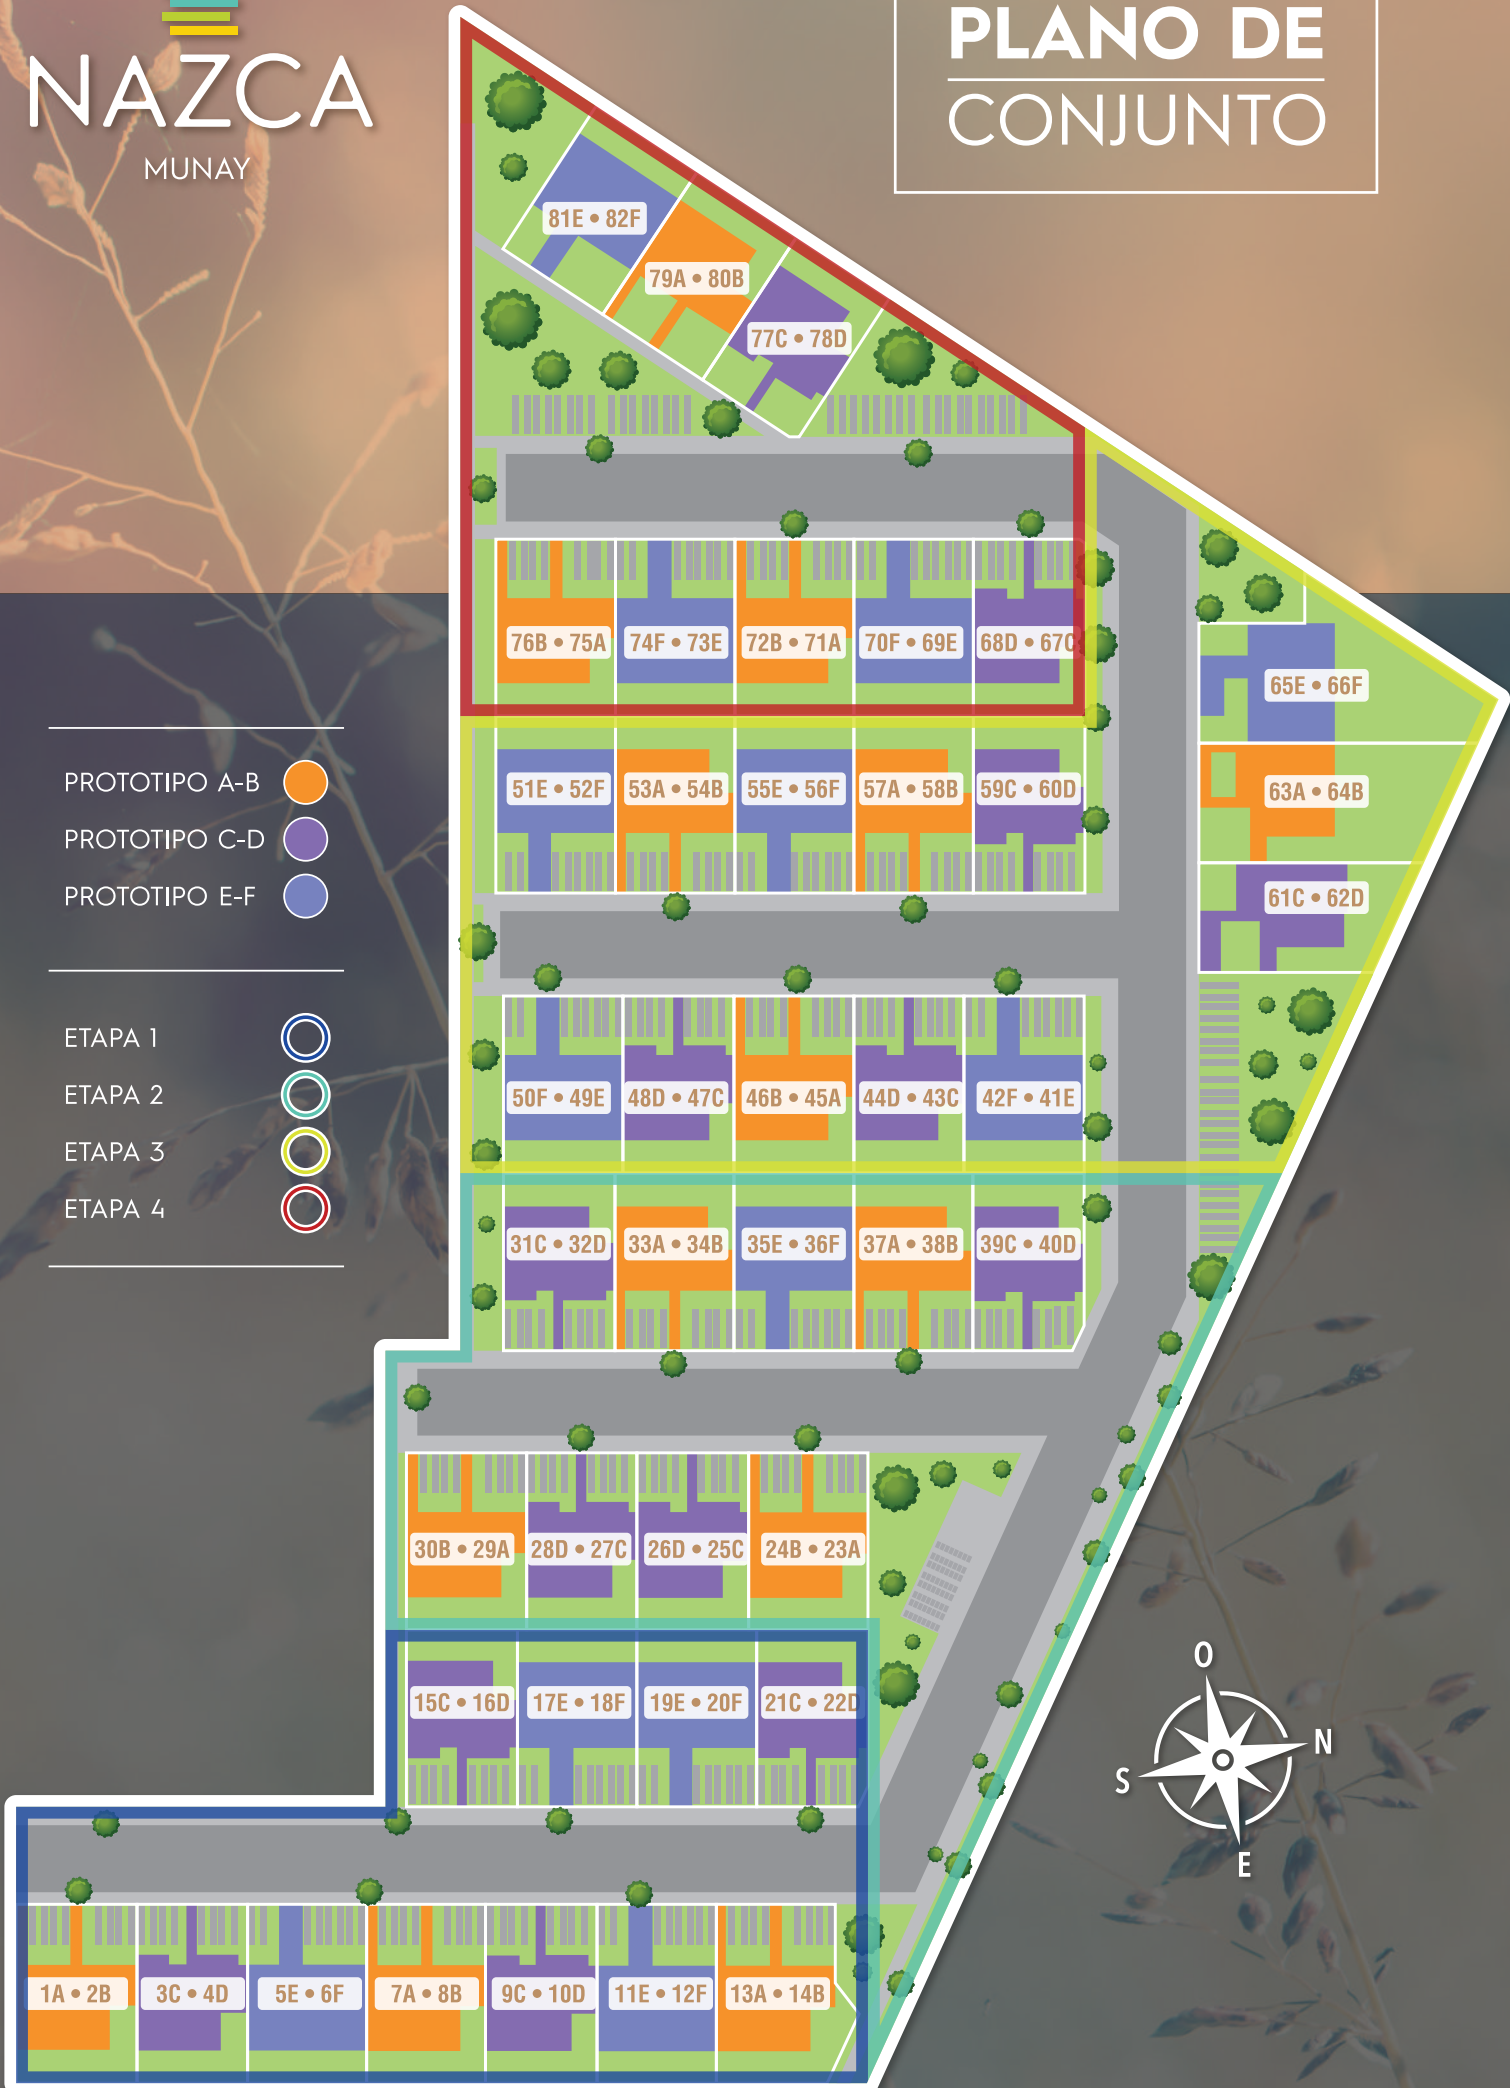 NAZCA
MUNAY
PLANO DE
CONJUNTO
81E • 82F
79A • 80B
77C • 78D
76B • 75A
74F • 73E
72B • 71A
70F • 69E
68D • 67C
65E • 66F
51E • 52F
53A • 54B
55E • 56F
57A • 58B
59C • 60D
63A • 64B
61C • 62D
PROTOTIPO A-B
PROTOTIPO C-D
PROTOTIPO E-F
ETAPA 1
ETAPA 2
ETAPA 3
ETAPA 4
50F • 49E
48D • 47C
46B • 45A
44D • 43C
42F • 41E
31C • 32D
33A • 34B
35E • 36F
37A • 38B
39C • 40D
30B • 29A
28D • 27C
26D • 25C
24B • 23A
15C • 16D
17E • 18F
19E • 20F
21C • 22D
O
N
S
E
1A • 2B
3C • 4D
5E • 6F
7A • 8B
9C • 10D
11E • 12F
13A • 14B